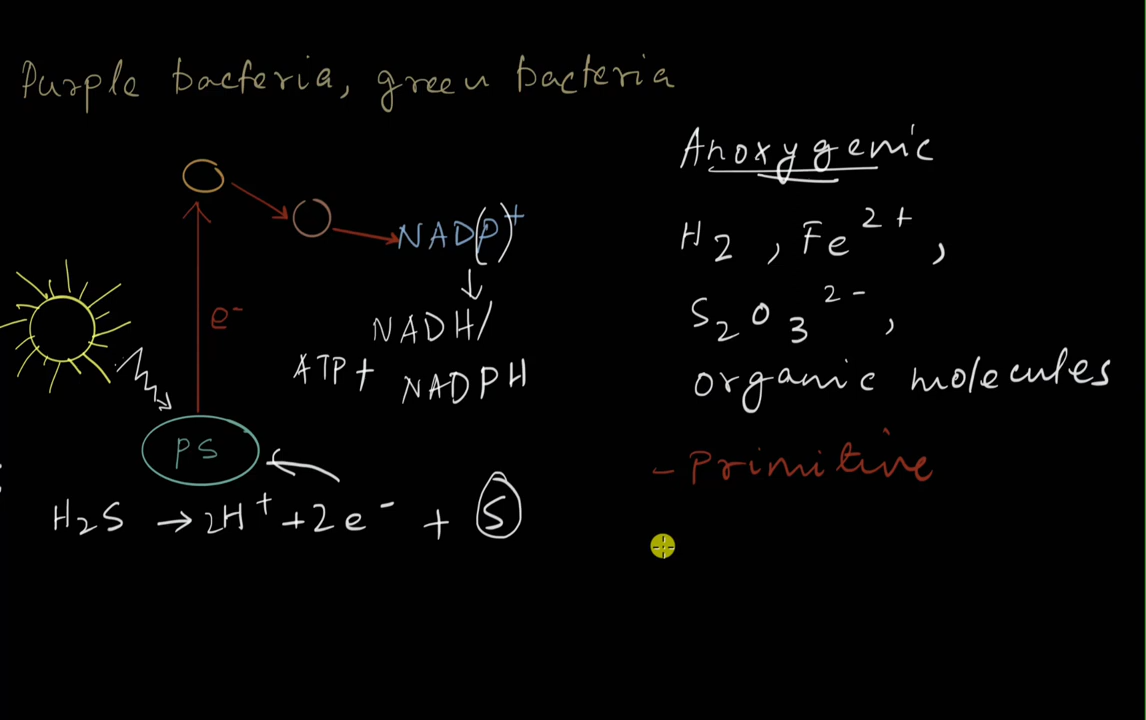 Purple bacteria, green bacteria
Anoxygenic
H2, Fe2+,
S2O3 2-,
organic molecules
- Primitive
NAD(P)+
e-
NADH/
ATP + NADPH
PS
H2S → 2H+ + 2e- + S